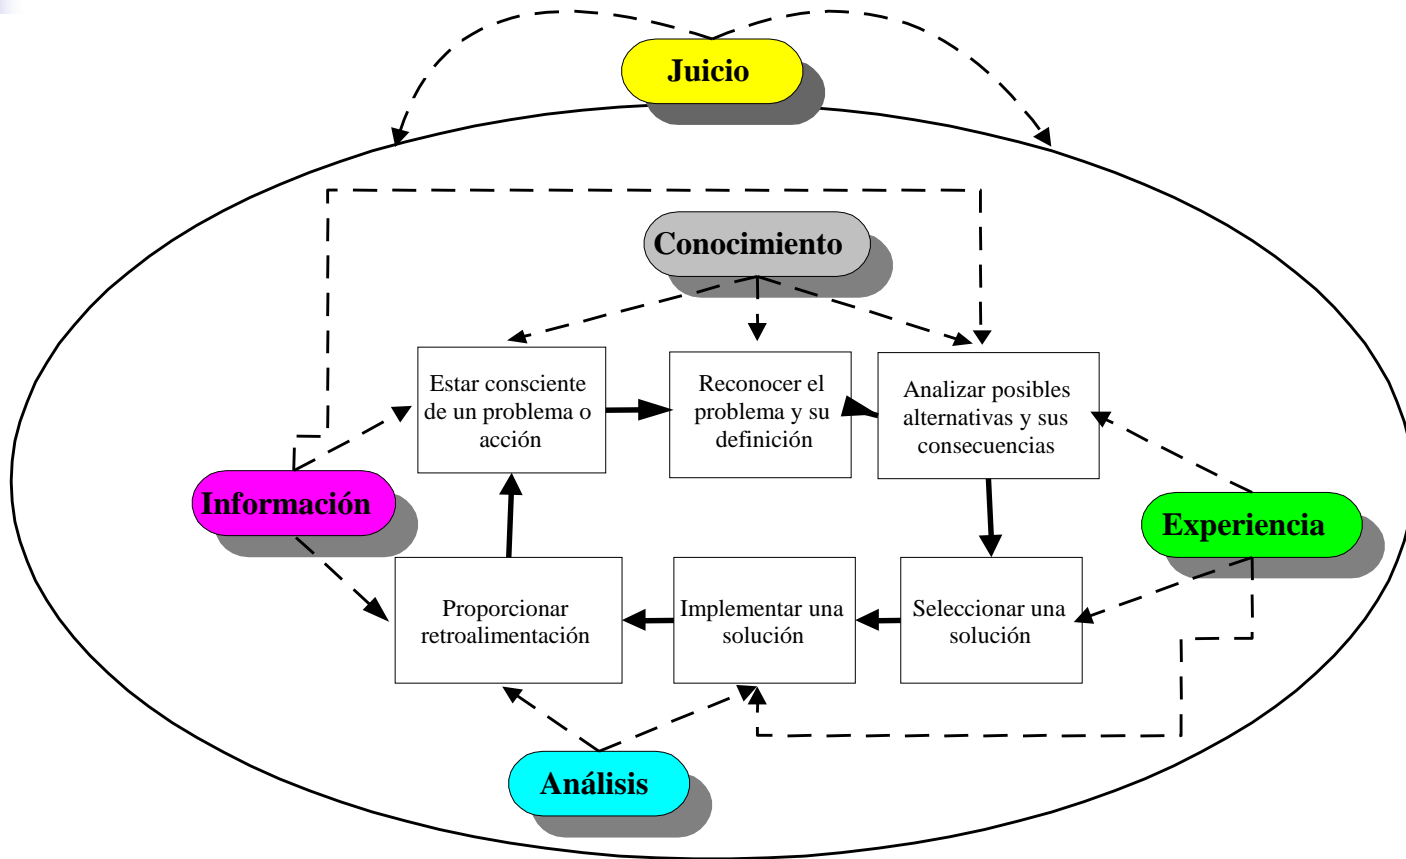 Juicio
Conocimiento
Estar consciente
de un problema o
acción
Reconocer el
problema y su
definición
Analizar posibles
alternativas y sus
consecuencias
Información
Experiencia
Proporcionar
retroalimentación
Implementar una
solución
Seleccionar una
solución
Análisis